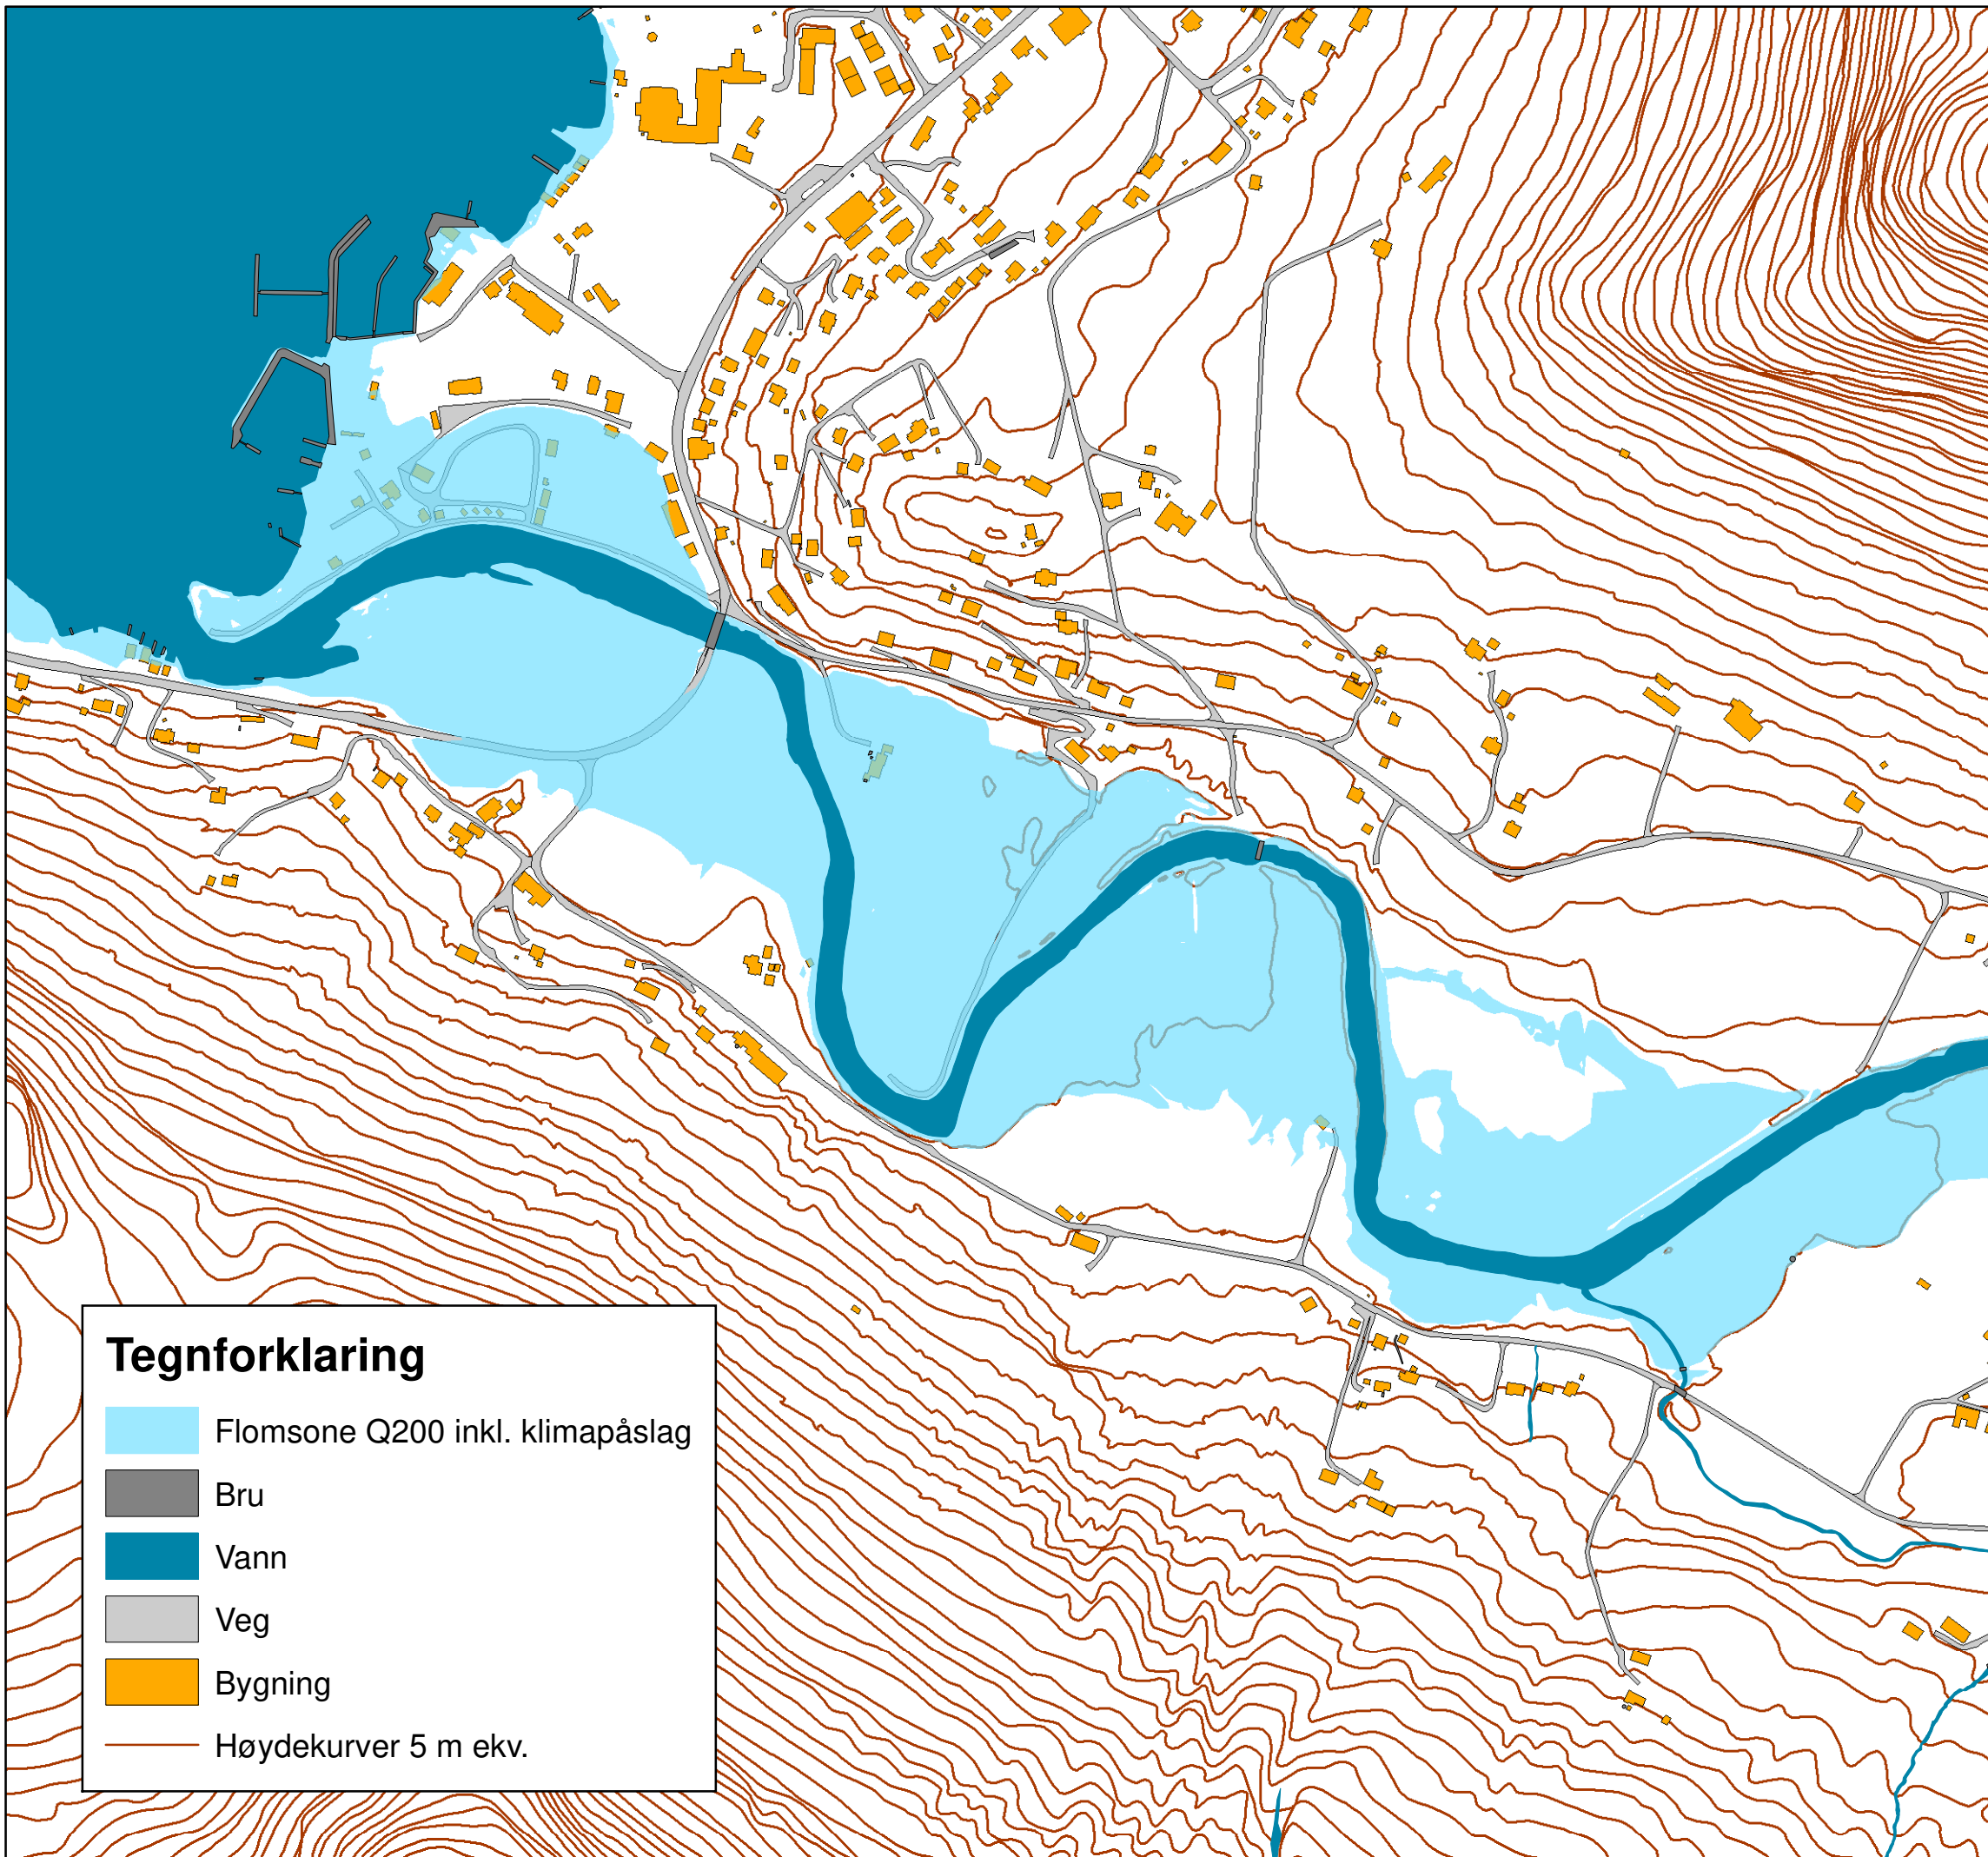 Tegnforklaring
Flomsone Q200 inkl. klimapåslag
Bru
Vann
Veg
Bygning
Høydekurver 5 m ekv.